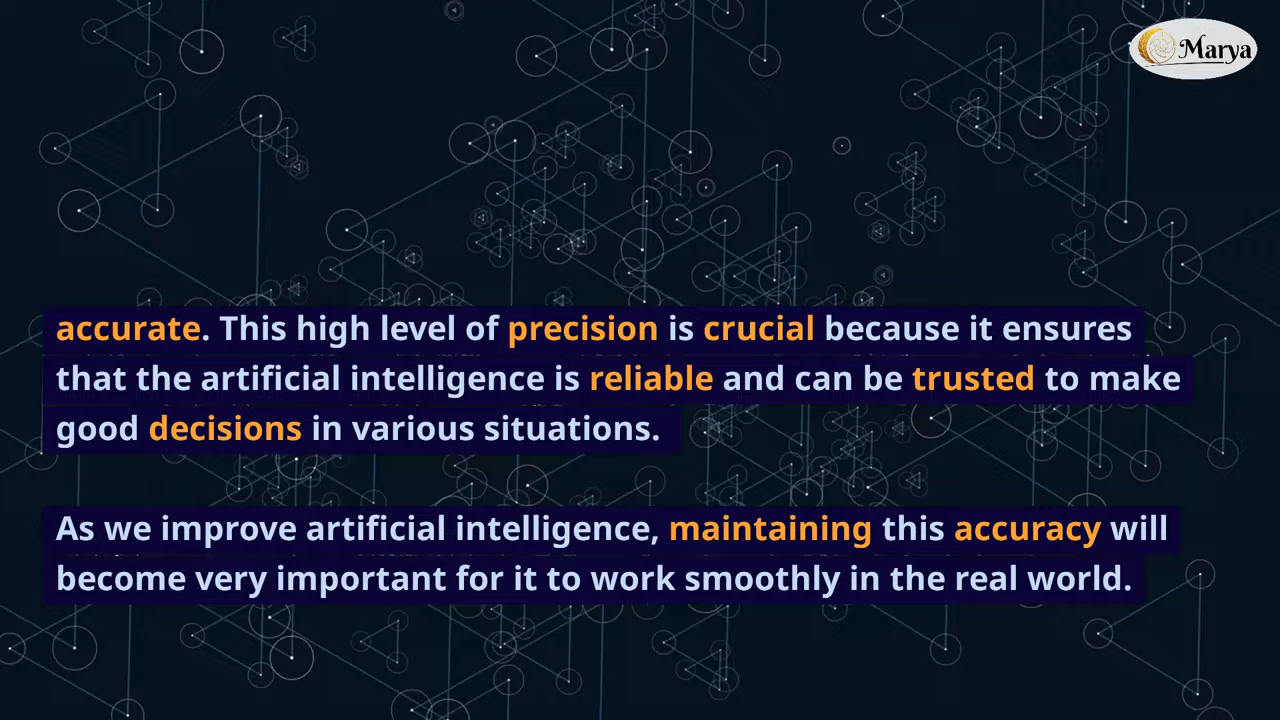 Marya
accurate. This high level of precision is crucial because it ensures
that the artificial intelligence is reliable and can be trusted to make
good decisions in various situations.
As we improve artificial intelligence, maintaining this accuracy will
become very important for it to work smoothly in the real world.